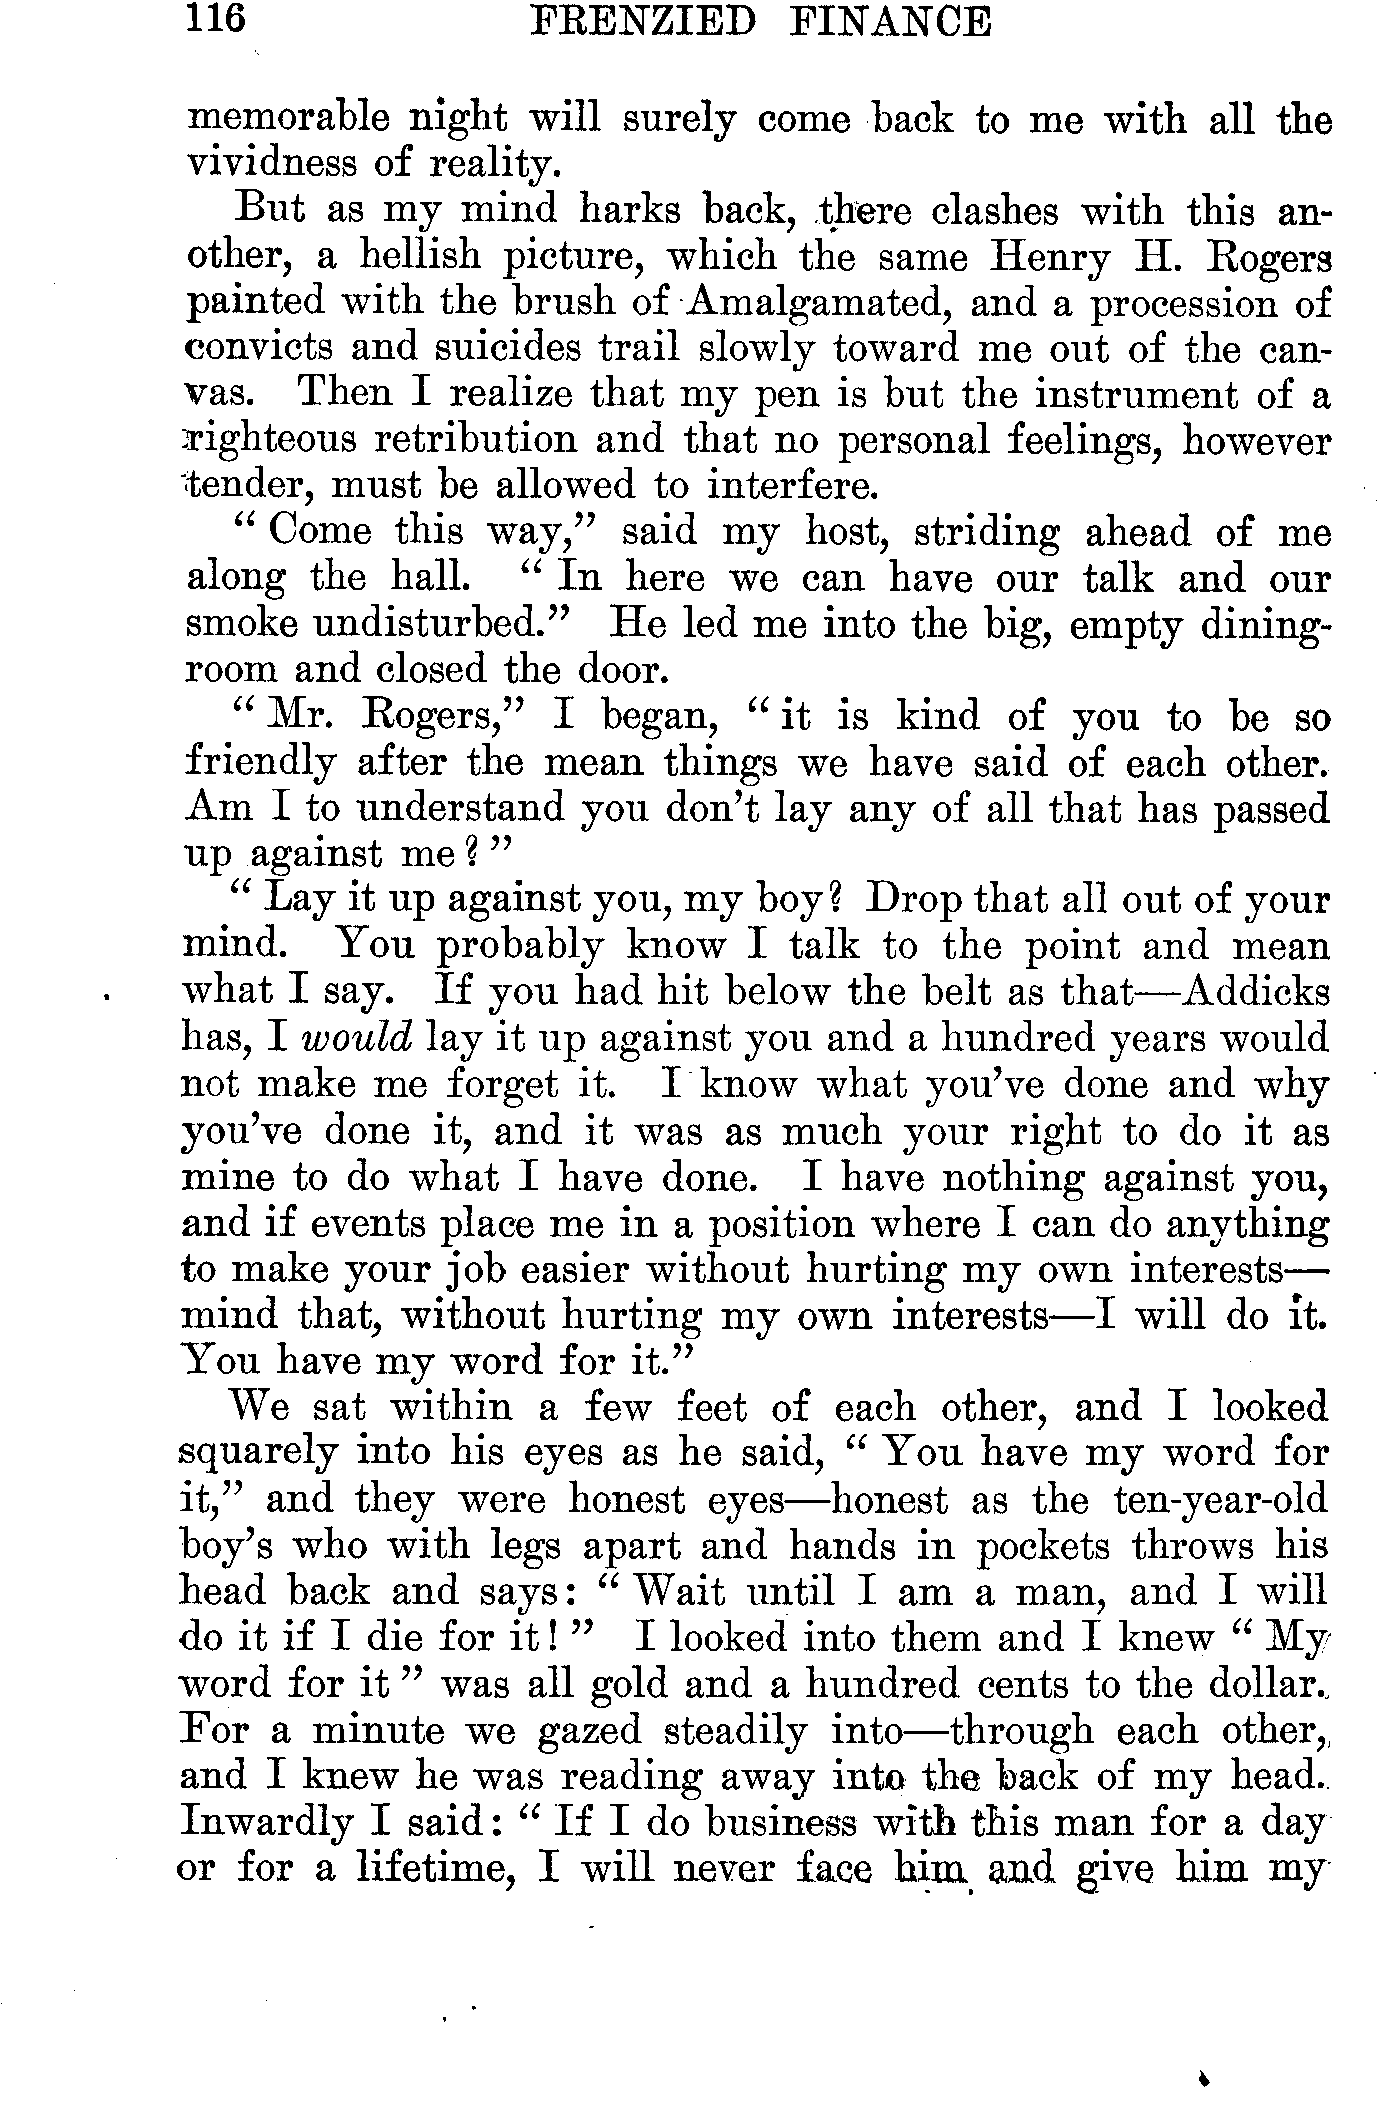 116 FRENZIED FINANCE
memorable night will surely come back to me with all the
vividness of reality.
But as my mind harks back, there clashes with this an-
other, a hellish picture, which the same Henry H. Rogers
painted with the brush of Amalgamated, and a procession of
convicts and suicides trail slowly toward me out of the can-
vas. Then I realize that my pen is but the instrument of a
righteous retribution and that no personal feelings, however
tender, must be allowed to interfere.
“ Come this way,” said my host, striding ahead of me
along the hall. “ In here we can have our talk and our
smoke undisturbed.” He led me into the big, empty dining-
room and closed the door.
“ Mr. Rogers,” I began, “ it is kind of you to be so
friendly after the mean things we have said of each other.
Am I to understand you don’t lay any of all that has passed
up against me ? ”
“ Lay it up against you, my boy? Drop that all out of your
mind. You probably know I talk to the point and mean
what I say. If you had hit below the belt as that—Addicks
has, I would lay it up against you and a hundred years would
not make me forget it. I know what you’ve done and why
you’ve done it, and it was as much your right to do it as
mine to do what I have done. I have nothing against you,
and if events place me in a position where I can do anything
to make your job easier without hurting my own interests—
mind that, without hurting my own interests—I will do it.
You have my word for it.”
We sat within a few feet of each other, and I looked
squarely into his eyes as he said, “ You have my word for
it,” and they were honest eyes—honest as the ten-year-old
boy’s who with legs apart and hands in pockets throws his
head back and says: “ Wait until I am a man, and I will
do it if I die for it! ” I looked into them and I knew “ My
word for it ” was all gold and a hundred cents to the dollar.
For a minute we gazed steadily into—through each other,
and I knew he was reading away into the back of my head.
Inwardly I said: “ If I do business with this man for a day
or for a lifetime, I will never face him and give him my